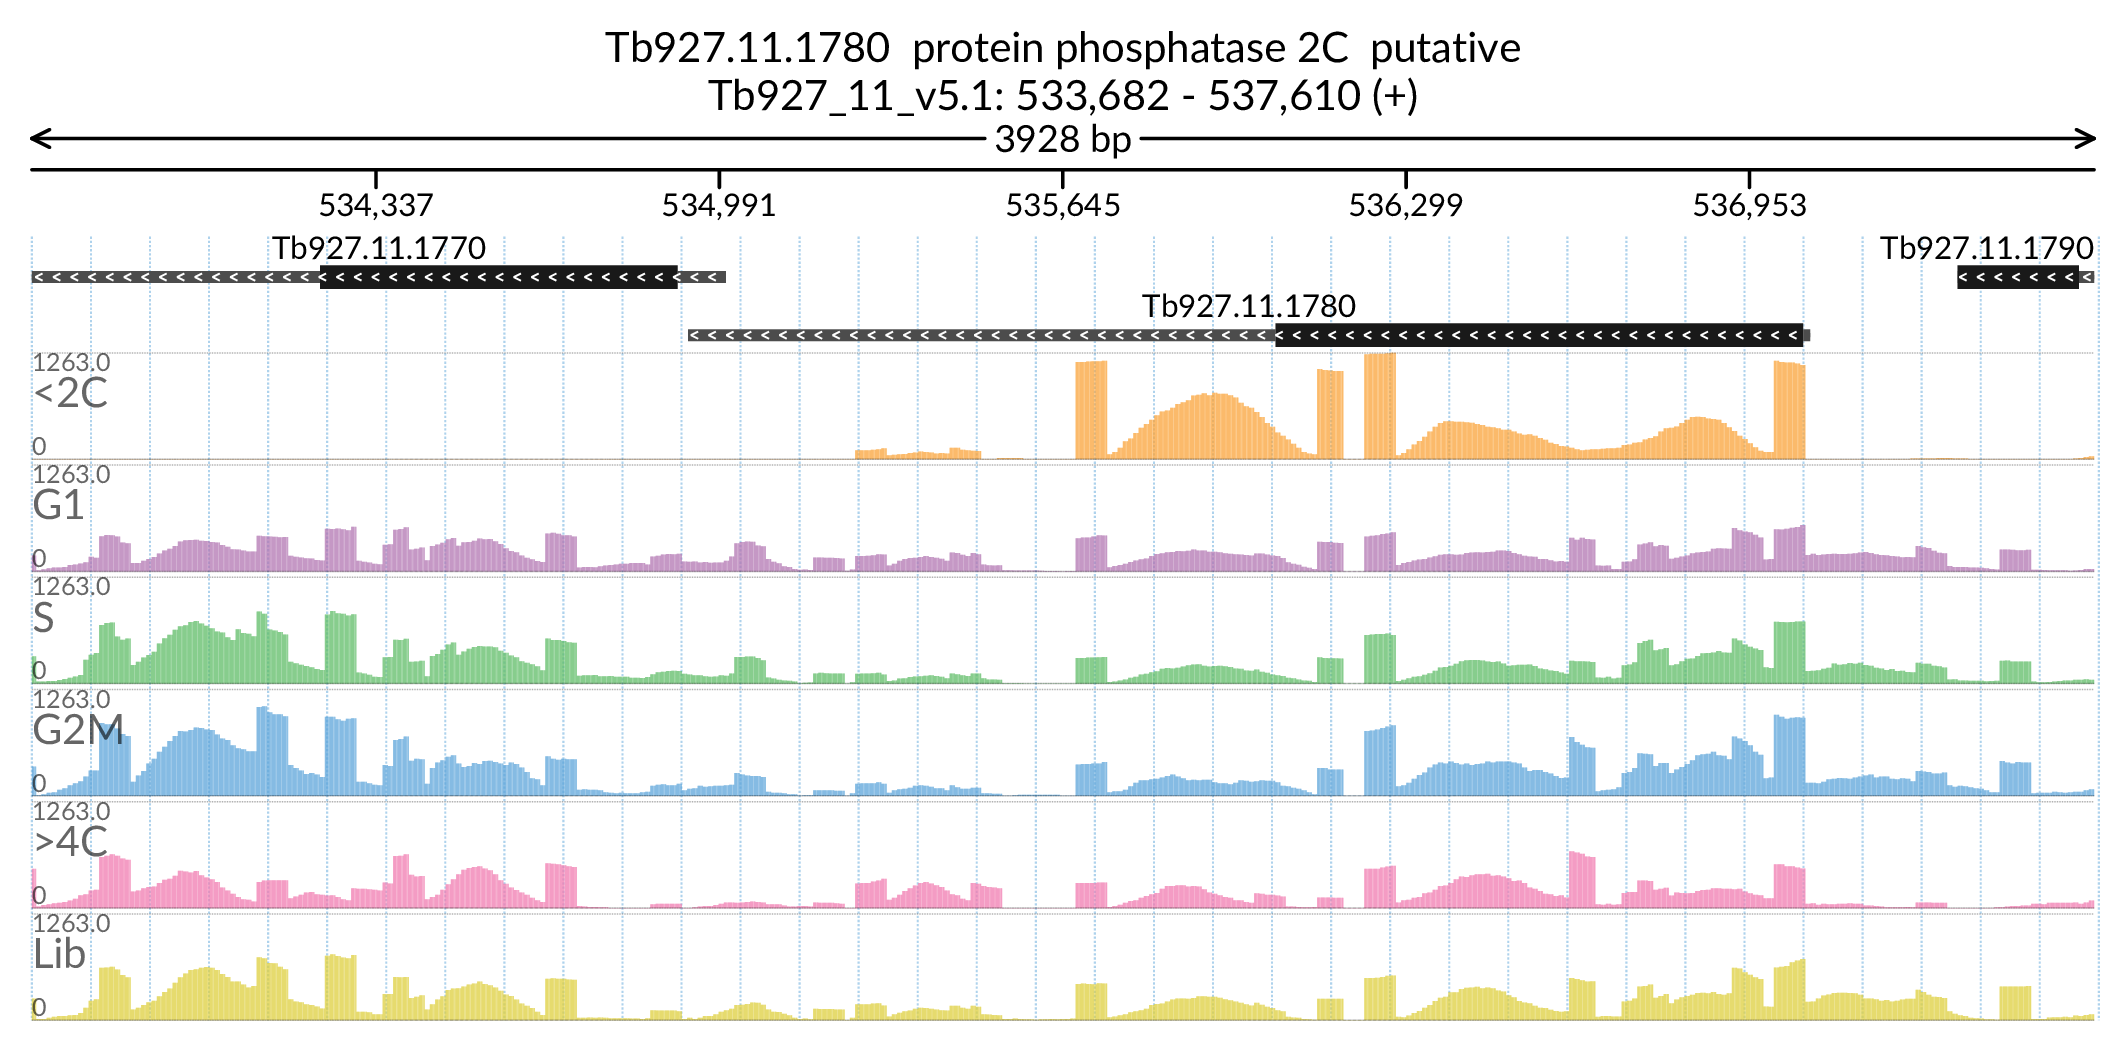 Tb927.11.1780  protein phosphatase 2C  putative
Tb927_11_v5.1: 533,682 - 537,610 (+)
3928 bp
534,337 534,991 535,645 536,299 536,953
Tb927.11.1770 Tb927.11.1790
Tb927.11.1780
1263.0
<2C
0
1263.0
G1
0
1263.0
S
0
1263.0
G2M
0
1263.0
>4C
0
1263.0
Lib
0